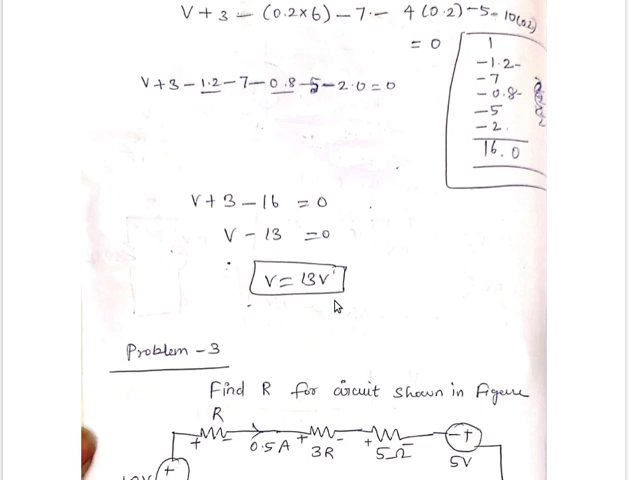 V + 3 - (0.2×6) - 7 - 4(0.2) - 5 - 10(0.2)
= 0
V+3-1.2-7-0.8-5-2.0=0
1
-1.2-
-7
-0.8-
-5
-2.
16.0
V+3-16 = 0
V-13 =0
V=13V
Problem -3
Find R for circuit shown in figure
R
+ -
0.5A
+ -
3R
+ -
5Ω
- +
5V
+